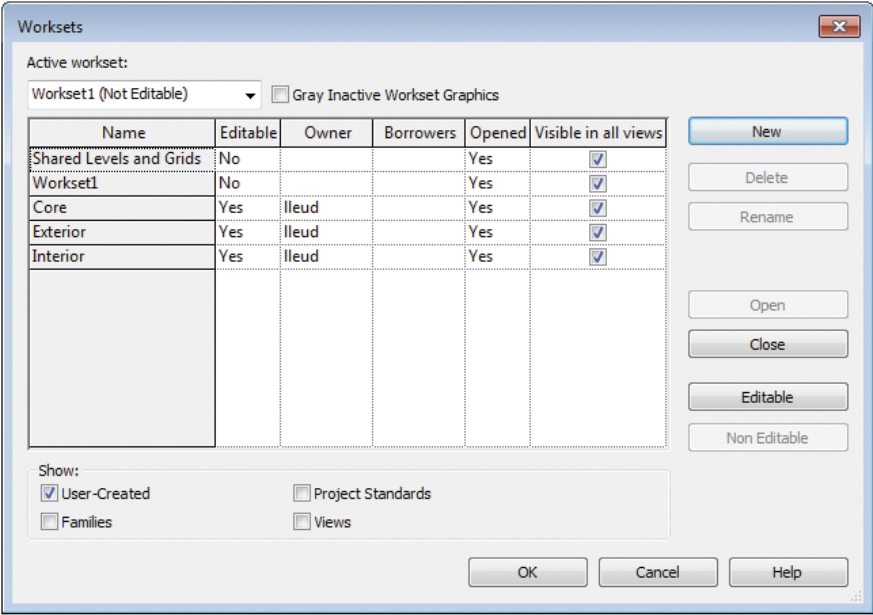 Worksets
Active workset:
Workset1 (Not Editable)
Gray Inactive Workset Graphics
Name Editable Owner Borrowers Opened Visible in all views
Shared Levels and Grids No Yes
Workset1 No Yes
Core Yes lleud Yes
Exterior Yes lleud Yes
Interior Yes lleud Yes
New
Delete
Rename
Open
Close
Editable
Non Editable
Show:
User-Created Project Standards
Families Views
OK Cancel Help